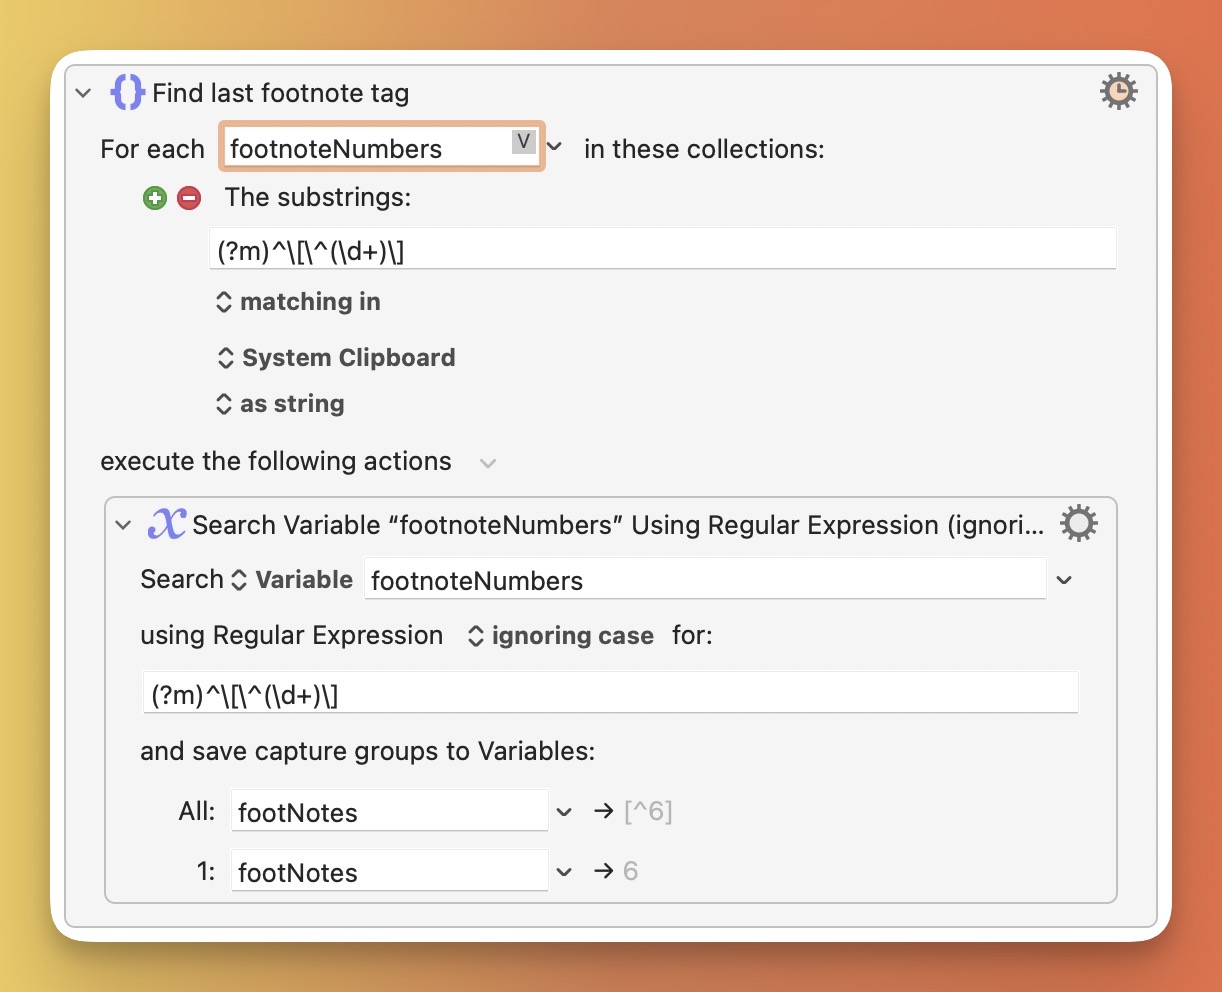 Find last footnote tag
For each footnoteNumbers V in these collections:
The substrings:
(?m)^\[\^(\d+)\]
matching in
System Clipboard
as string
execute the following actions
Search Variable “footnoteNumbers” Using Regular Expression (ignori...
Search Variable footnoteNumbers
using Regular Expression ignoring case for:
(?m)^\[\^(\d+)\]
and save capture groups to Variables:
All: footNotes → [^6]
1: footNotes → 6